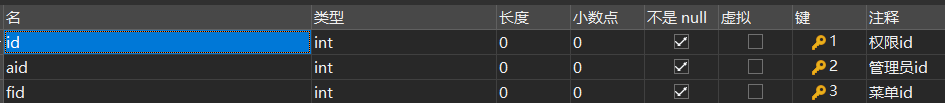 名 类型 长度 小数点 不是 null 虚拟 键 注释
id int 0 0 1 权限id
aid int 0 0 2 管理员id
fid int 0 0 3 菜单id